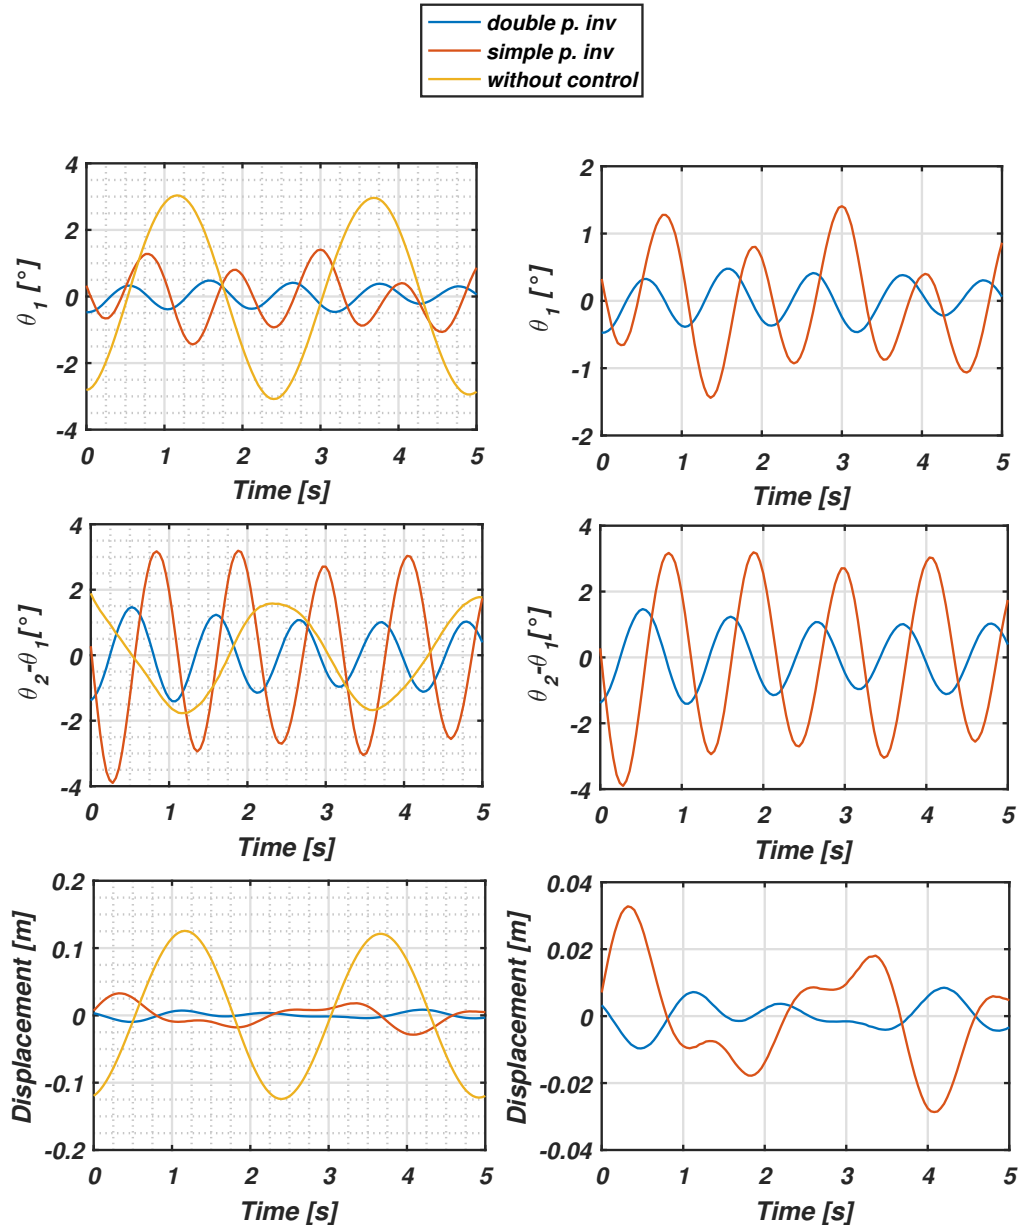 double p. inv
simple p. inv
without control
4
2
0
-2
-4
θ1 [°]
0 1 2 3 4 5
Time [s]
2
1
0
-1
-2
θ1 [°]
0 1 2 3 4 5
Time [s]
4
2
0
-2
-4
θ2-θ1[°]
0 1 2 3 4 5
Time [s]
4
2
0
-2
-4
θ2-θ1[°]
0 1 2 3 4 5
Time [s]
0.2
0.1
0
-0.1
-0.2
Displacement [m]
0 1 2 3 4 5
Time [s]
0.04
0.02
0
-0.02
-0.04
Displacement [m]
0 1 2 3 4 5
Time [s]